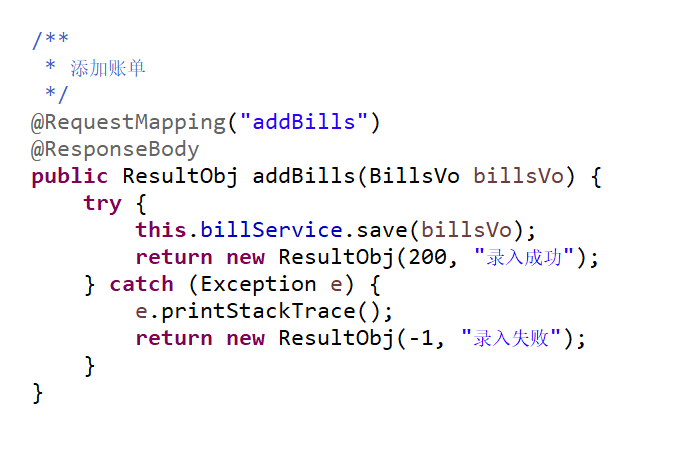 /**
 * 添加账单
 */
@RequestMapping("addBills")
@ResponseBody
public ResultObj addBills(BillsVo billsVo) {
    try {
        this.billService.save(billsVo);
        return new ResultObj(200, "录入成功");
    } catch (Exception e) {
        e.printStackTrace();
        return new ResultObj(-1, "录入失败");
    }
}